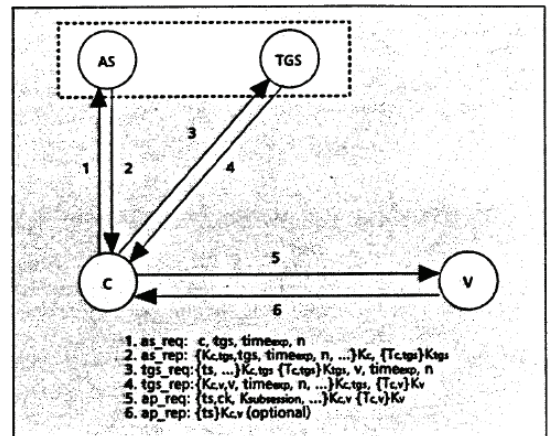 AS
TGS
3
4
1
2
5
C
V
6
1. as_req: c, tgs, timeexp, n
2. as_rep: {Kc,tgs,tgs, timeexp, n, ...}Kc, {Tc,tgs}Ktgs
3. tgs_req:{ts, ...}Kc,tgs {Tc,tgs}Ktgs, v, timeexp, n
4. tgs_rep:{Kc,v,v, timeexp, n, ...}Kc,tgs, {Tc,v}Kv
5. ap_req: {ts,ck, Ksubsession, ...}Kc,v {Tc,v}Kv
6. ap_rep: {ts}Kc,v (optional)